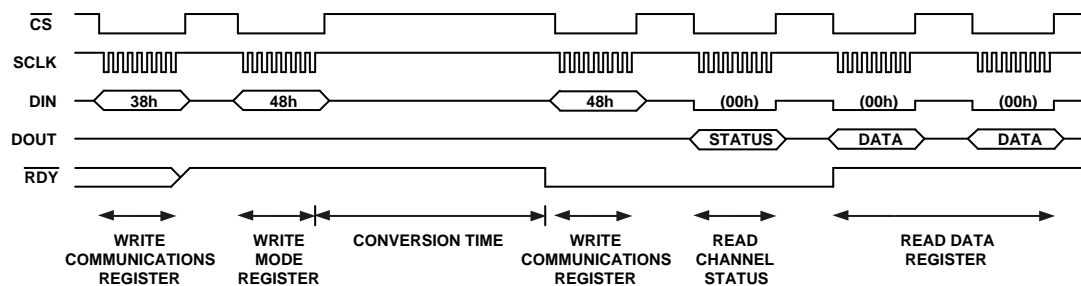 CS
SCLK
DIN 38h 48h 48h (00h) (00h) (00h)
DOUT STATUS DATA DATA
RDY
WRITE COMMUNICATIONS REGISTER
WRITE MODE REGISTER
CONVERSION TIME
WRITE COMMUNICATIONS REGISTER
READ CHANNEL STATUS
READ DATA REGISTER